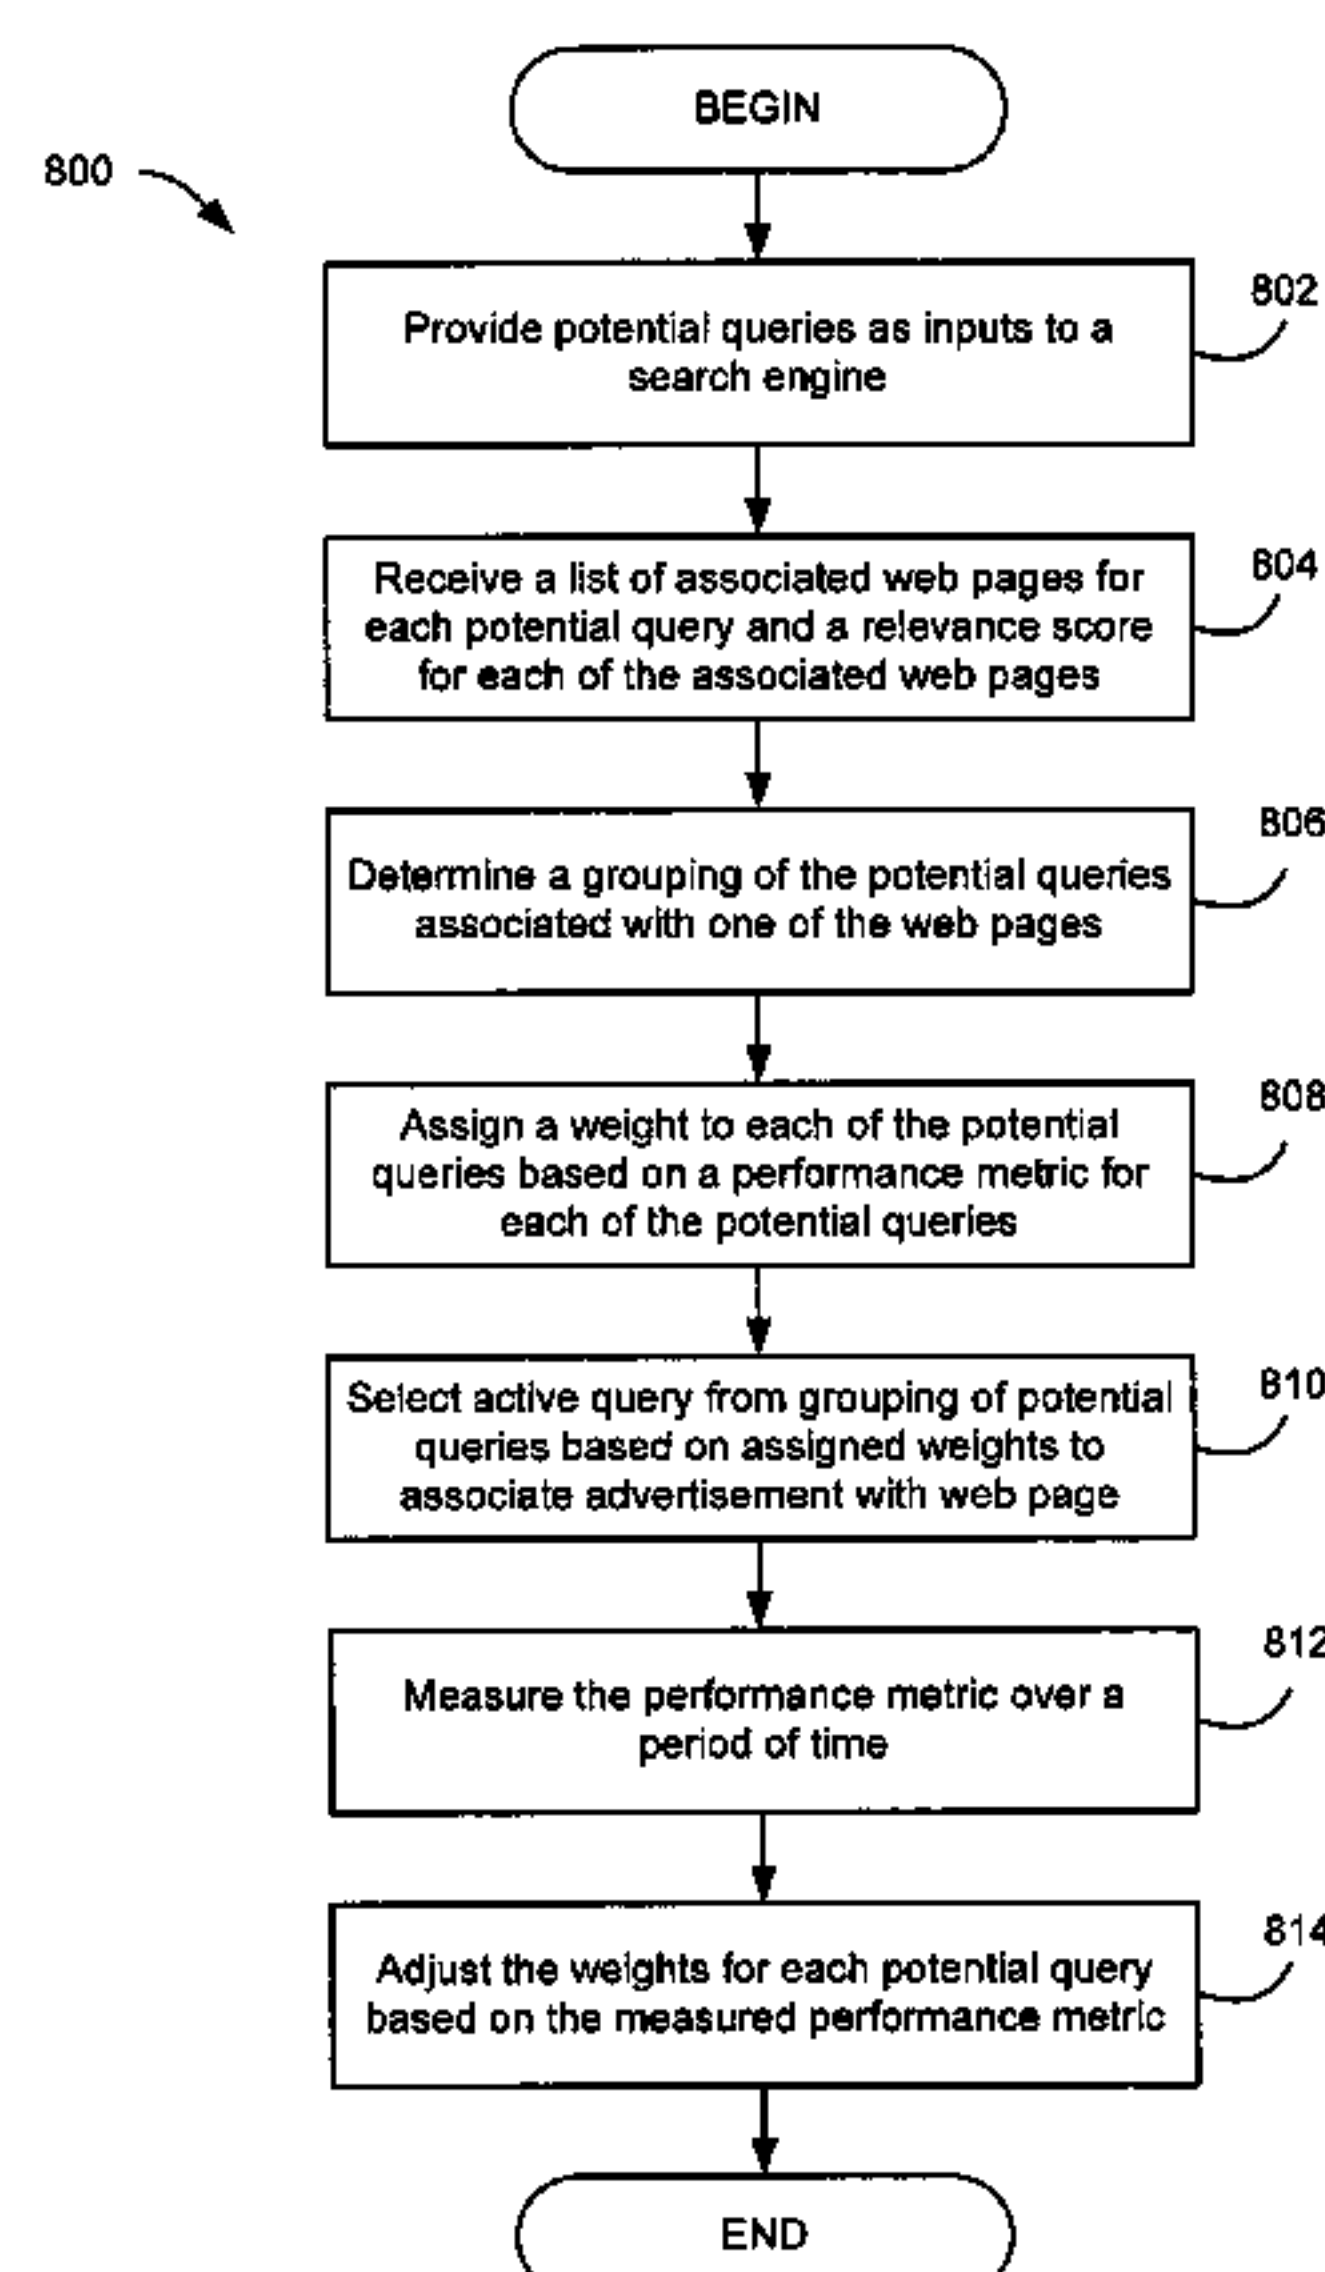 BEGIN
800
802
Provide potential queries as inputs to a
search engine
804
Receive a list of associated web pages for
each potential query and a relevance score
for each of the associated web pages
806
Determine a grouping of the potential queries
associated with one of the web pages
808
Assign a weight to each of the potential
queries based on a performance metric for
each of the potential queries
810
Select active query from grouping of potential
queries based on assigned weights to
associate advertisement with web page
812
Measure the performance metric over a
period of time
814
Adjust the weights for each potential query
based on the measured performance metric
END